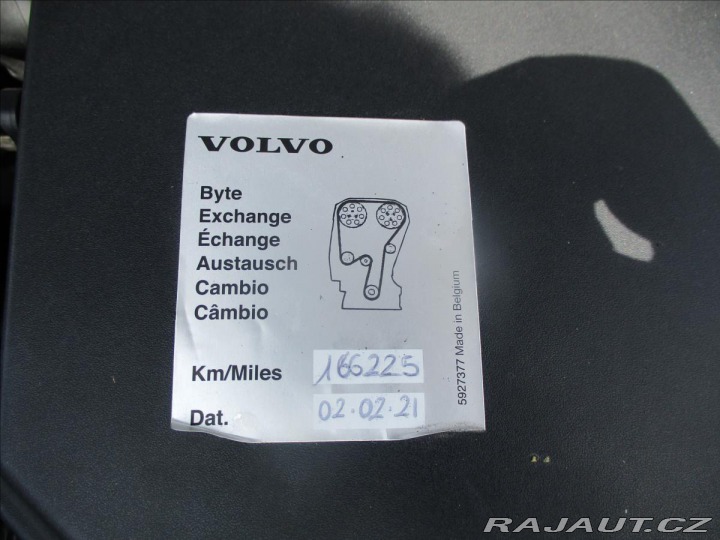 VOLVO
Byte
Exchange
Échange
Austausch
Cambio
Câmbio
Km/Miles 166225
Dat. 02.02.21
5927377 Made in Belgium
RAJAUT.CZ